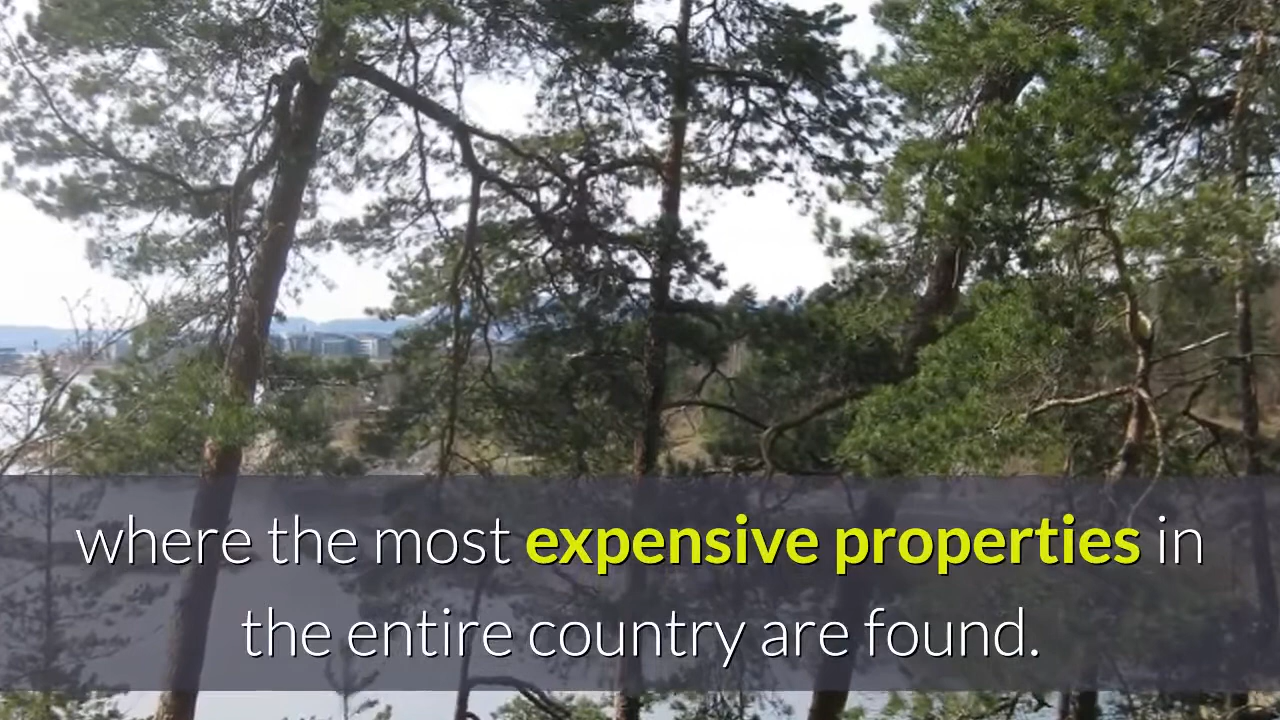 where the most expensive properties in
the entire country are found.